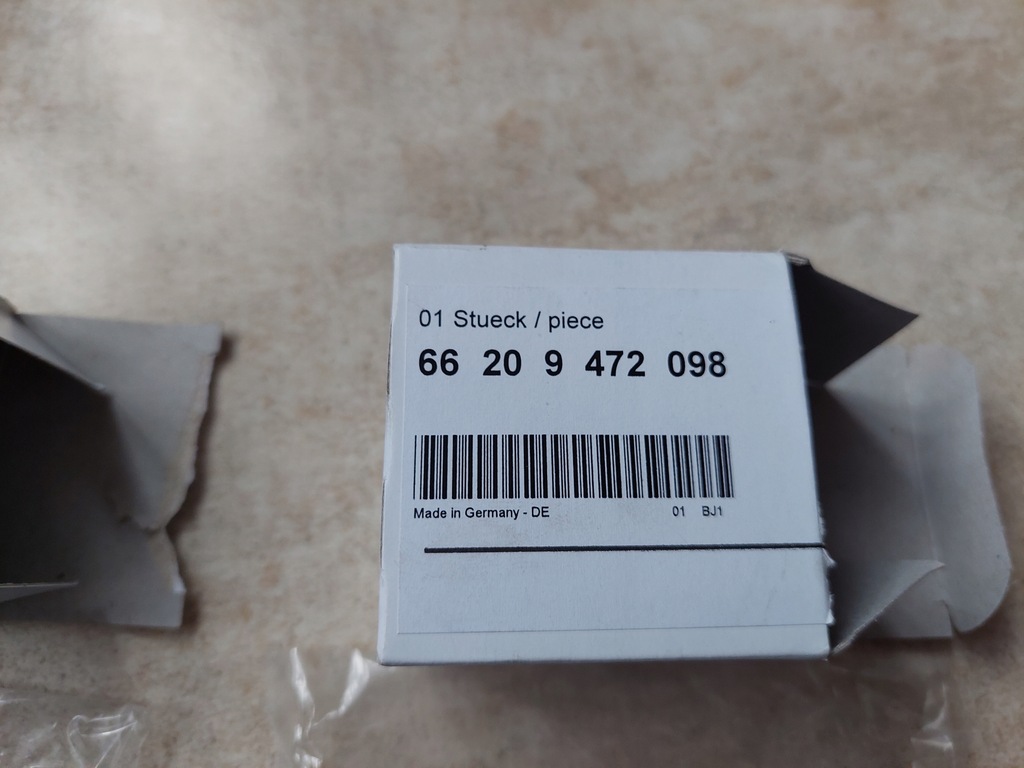 01 Stueck / piece
66 20 9 472 098
Made in Germany - DE 01 BJ1